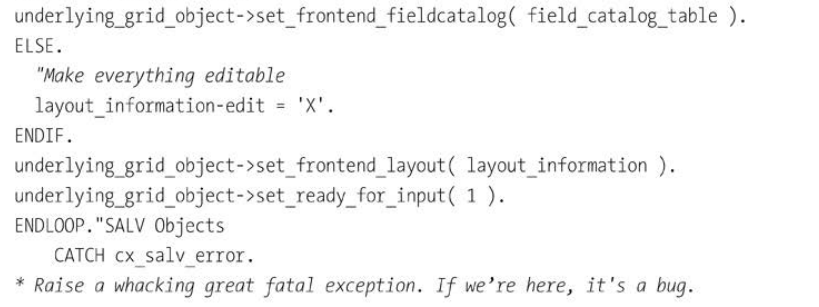 underlying_grid_object->set_frontend_fieldcatalog( field_catalog_table ).
ELSE.
"Make everything editable
layout_information-edit = 'X'.
ENDIF.
underlying_grid_object->set_frontend_layout( layout_information ).
underlying_grid_object->set_ready_for_input( 1 ).
ENDLOOP."SALV Objects
CATCH cx_salv_error.
* Raise a whacking great fatal exception. If we’re here, it's a bug.